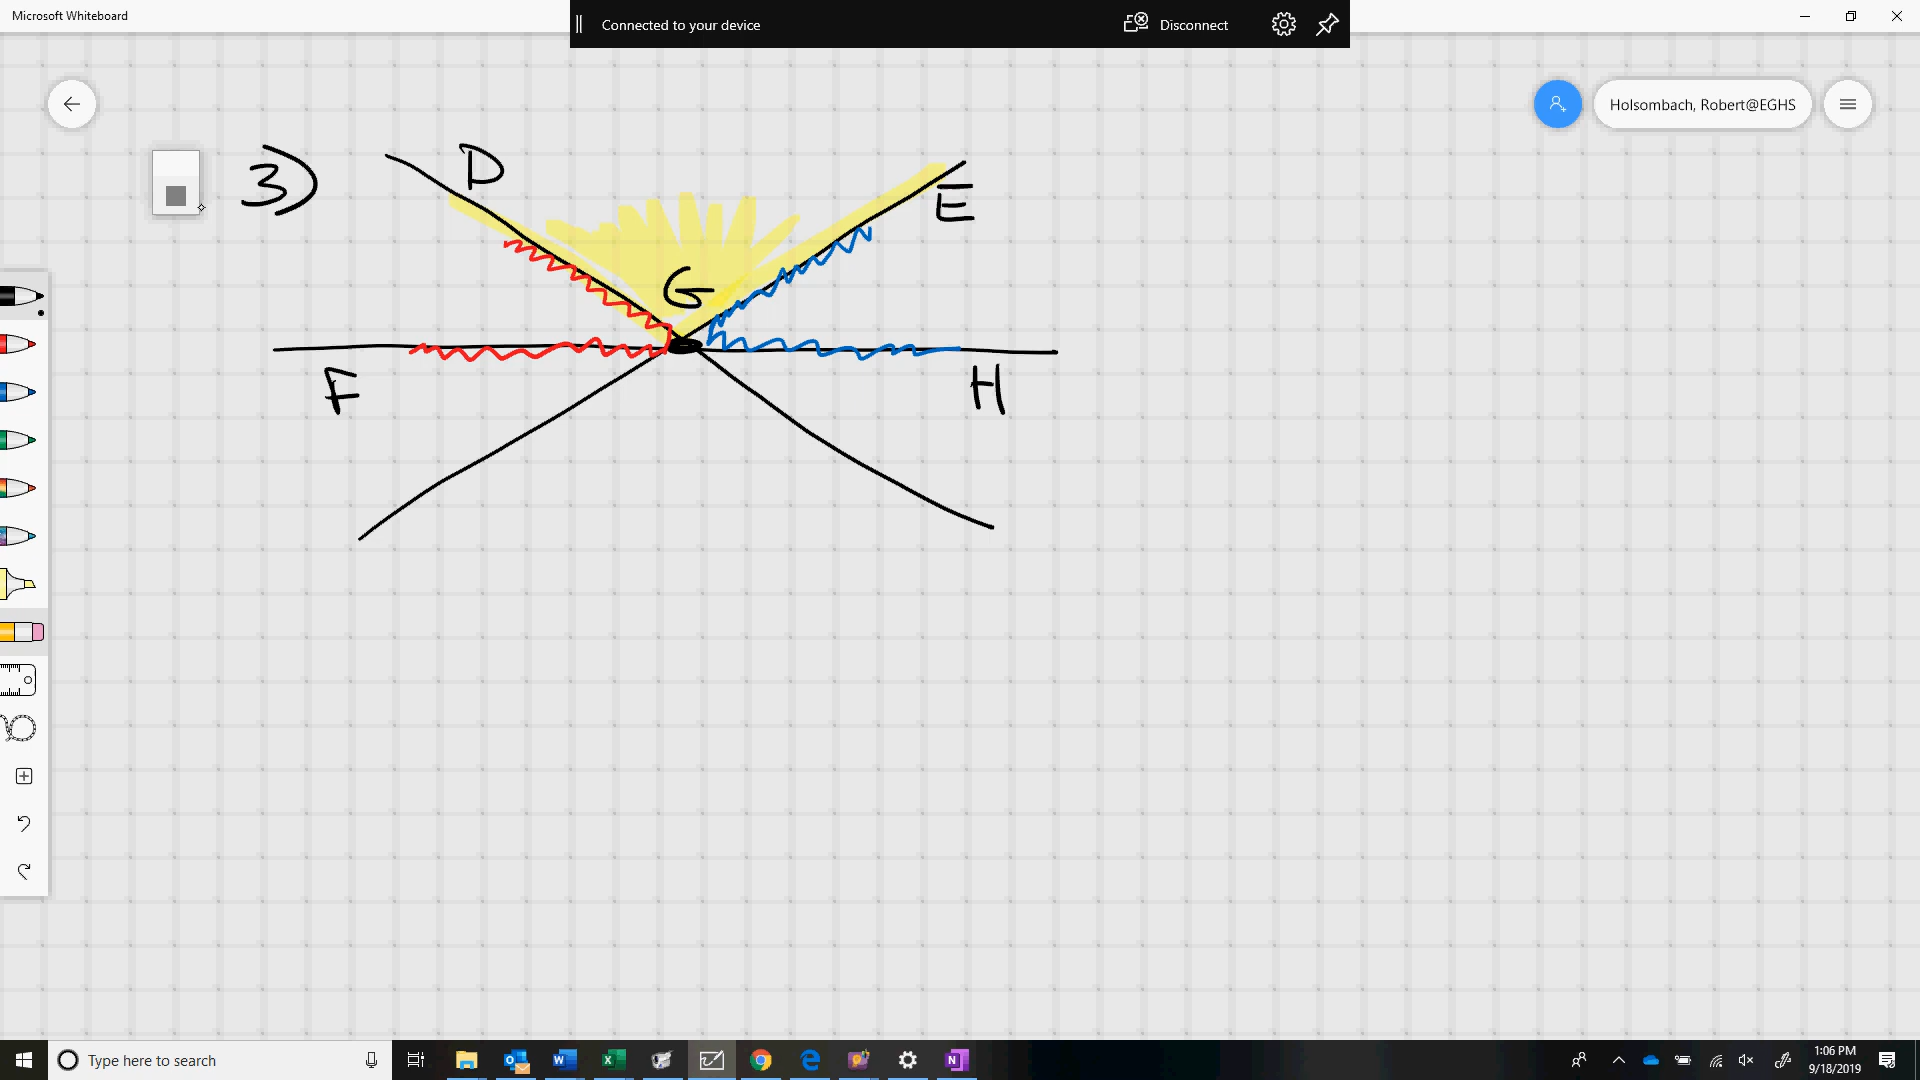 Microsoft Whiteboard
Connected to your device
Disconnect
Holsombach, Robert@EGHS
3)
D
E
G
F
H
Type here to search
1:06 PM
9/18/2019